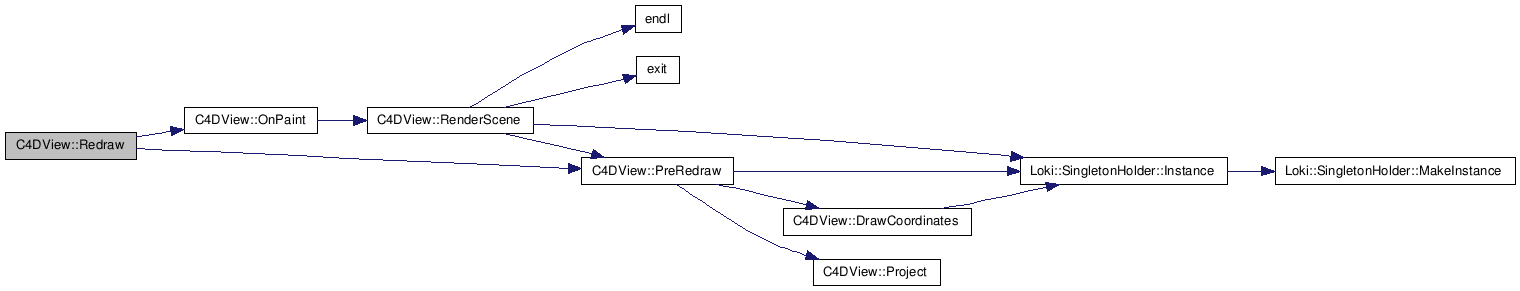 endl
exit
C4DView::OnPaint
C4DView::RenderScene
C4DView::Redraw
C4DView::PreRedraw
Loki::SingletonHolder::Instance
Loki::SingletonHolder::MakeInstance
C4DView::DrawCoordinates
C4DView::Project